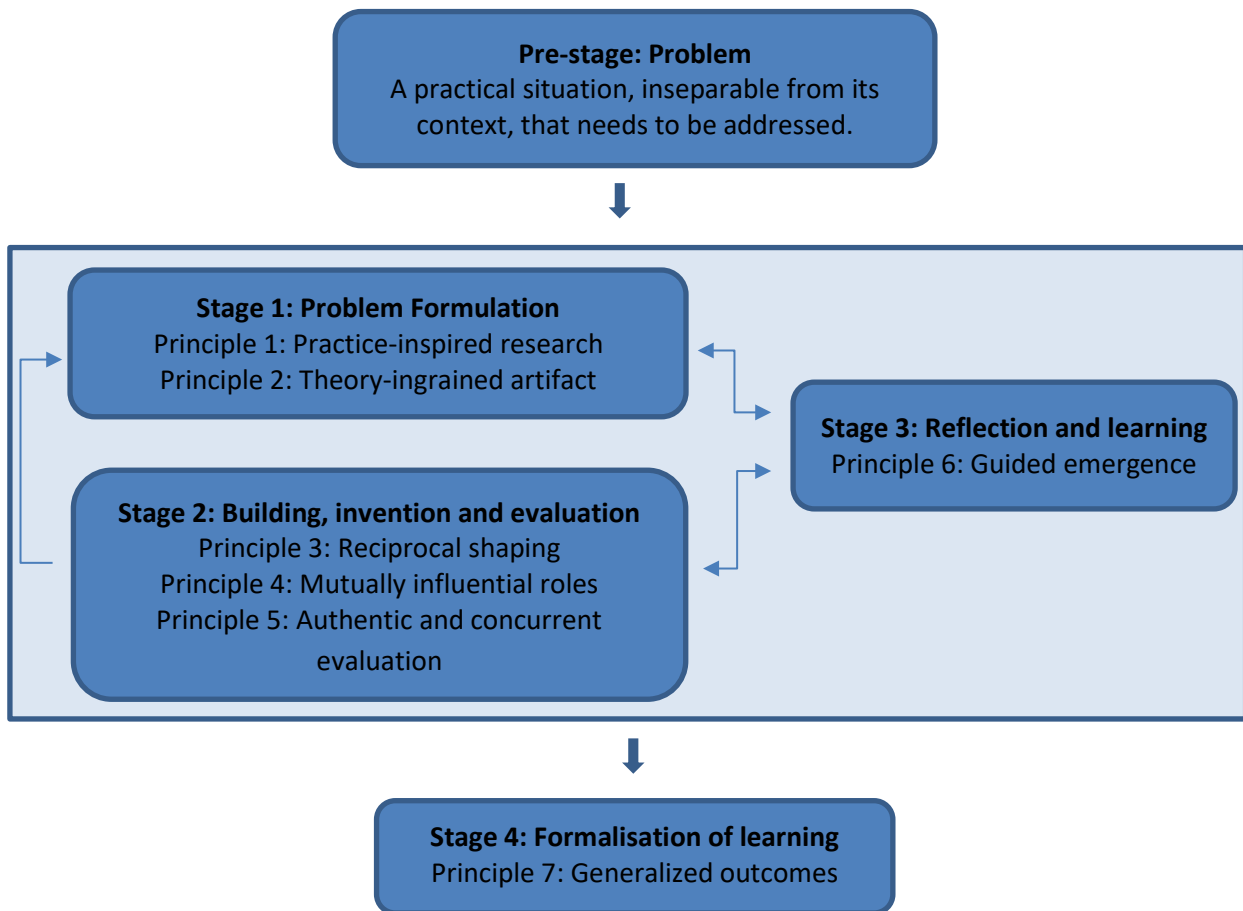 Pre-stage: Problem
A practical situation, inseparable from its
context, that needs to be addressed.
Stage 1: Problem Formulation
Principle 1: Practice-inspired research
Principle 2: Theory-ingrained artifact
Stage 3: Reflection and learning
Principle 6: Guided emergence
Stage 2: Building, invention and evaluation
Principle 3: Reciprocal shaping
Principle 4: Mutually influential roles
Principle 5: Authentic and concurrent
evaluation
Stage 4: Formalisation of learning
Principle 7: Generalized outcomes